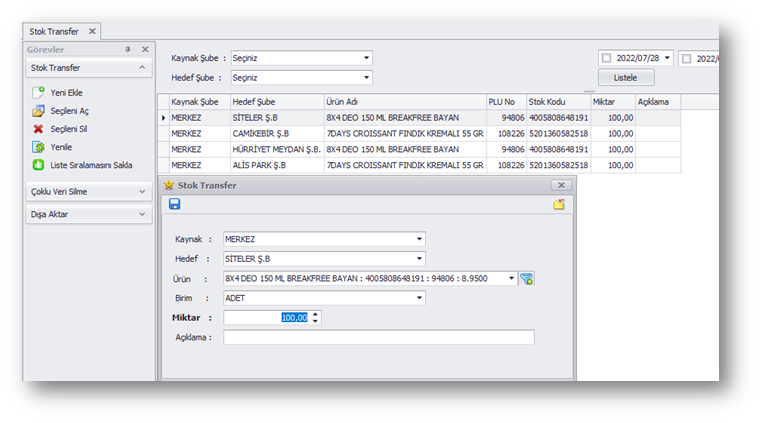 Stok Transfer
Görevler
Stok Transfer
Yeni Ekle
Seçileni Aç
Seçileni Sil
Yenile
Liste Sıralamasını Sakla
Çoklu Veri Silme
Dışa Aktar
Kaynak Şube : Seçiniz
Hedef Şube : Seçiniz
2022/07/28
Listele
Kaynak Şube Hedef Şube Ürün Adı PLU No Stok Kodu Miktar Açıklama
MERKEZ SİTELER Ş.B 8X4 DEO 150 ML BREAKFREE BAYAN 94806 4005808648191 100,00
MERKEZ CAMİKEBİR Ş.B 7DAYS CROISSANT FINDIK KREMALI 55 GR 108226 5201360582518 100,00
MERKEZ HÜRRİYET MEYDAN Ş.B. 8X4 DEO 150 ML BREAKFREE BAYAN 94806 4005808648191 100,00
MERKEZ ALİS PARK Ş.B 7DAYS CROISSANT FINDIK KREMALI 55 GR 108226 5201360582518 100,00
Stok Transfer
Kaynak : MERKEZ
Hedef : SİTELER Ş.B
Ürün : 8X4 DEO 150 ML BREAKFREE BAYAN : 4005808648191 : 94806 : 8.9500
Birim : ADET
Miktar : 100,00
Açıklama :